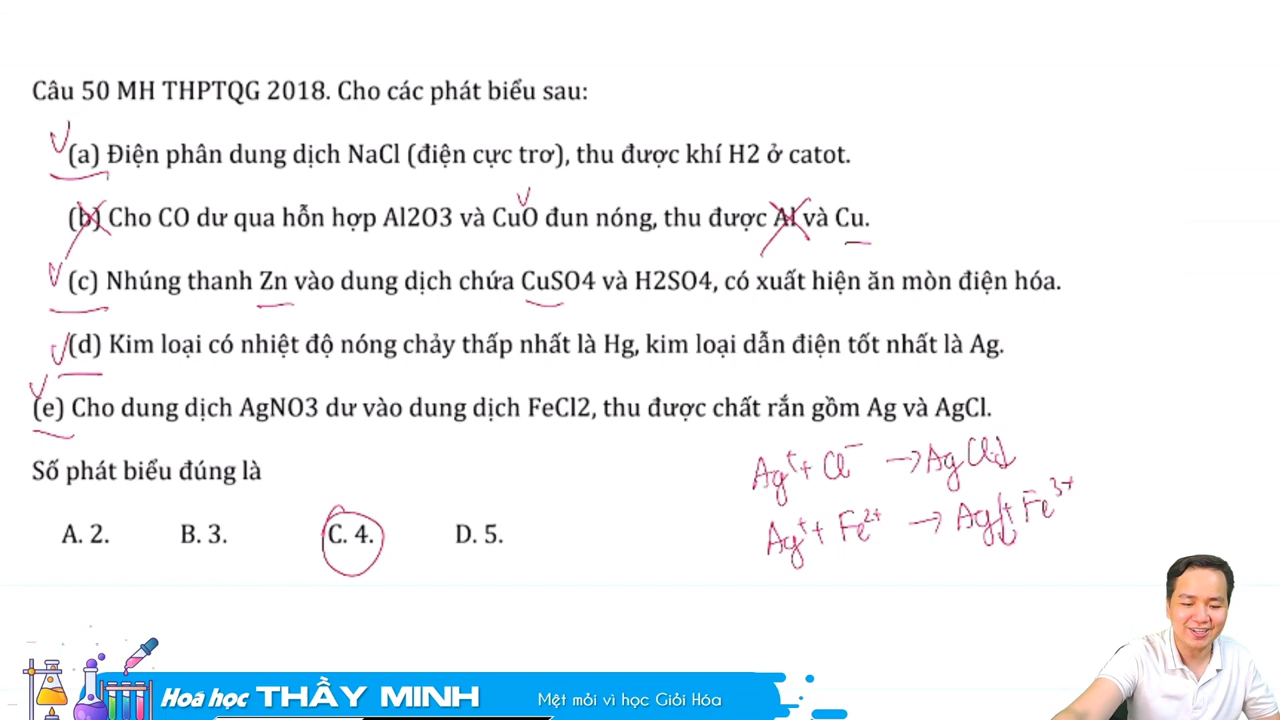 Câu 50 MH THPTQG 2018. Cho các phát biểu sau:
(a) Điện phân dung dịch NaCl (điện cực trơ), thu được khí H2 ở catot.
(b) Cho CO dư qua hỗn hợp Al2O3 và CuO đun nóng, thu được Al và Cu.
(c) Nhúng thanh Zn vào dung dịch chứa CuSO4 và H2SO4, có xuất hiện ăn mòn điện hóa.
(d) Kim loại có nhiệt độ nóng chảy thấp nhất là Hg, kim loại dẫn điện tốt nhất là Ag.
(e) Cho dung dịch AgNO3 dư vào dung dịch FeCl2, thu được chất rắn gồm Ag và AgCl.
Số phát biểu đúng là
Ag⁺ + Cl⁻ → AgCl↓
A. 2. B. 3. C. 4. D. 5.
Ag⁺ + Fe²⁺ → Ag↓ + Fe³⁺
Hoá học THẦY MINH
Mệt mỏi vì học Giỏi Hóa